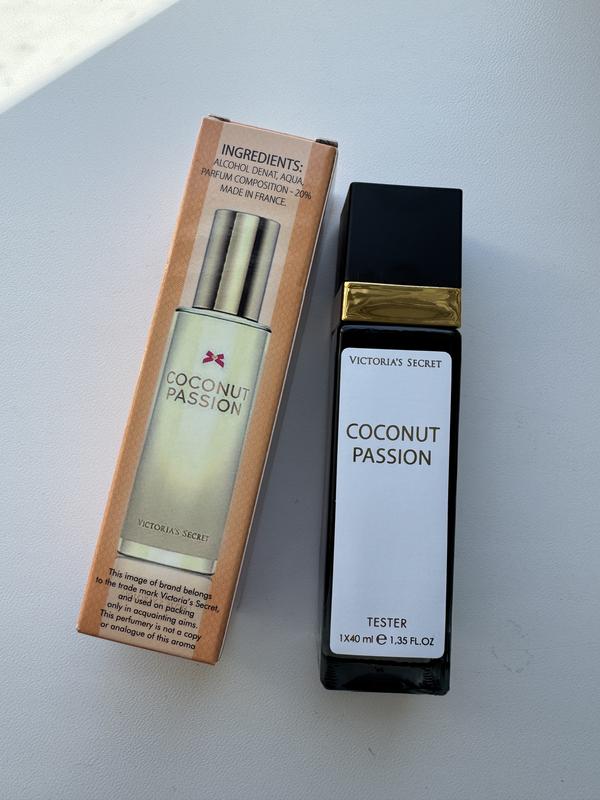 INGREDIENTS:
ALCOHOL DENAT, AQUA,
PARFUM COMPOSITION - 20%
MADE IN FRANCE.
COCONUT
PASSION
VICTORIA'S SECRET
This image of brand belongs
to the trade mark Victoria's Secret,
and used on packing
only in acquainting aims.
This perfumery is not a copy
or analogue of this aroma
VICTORIA'S SECRET
COCONUT
PASSION
TESTER
1X40 ml ℮ 1,35 FL.OZ